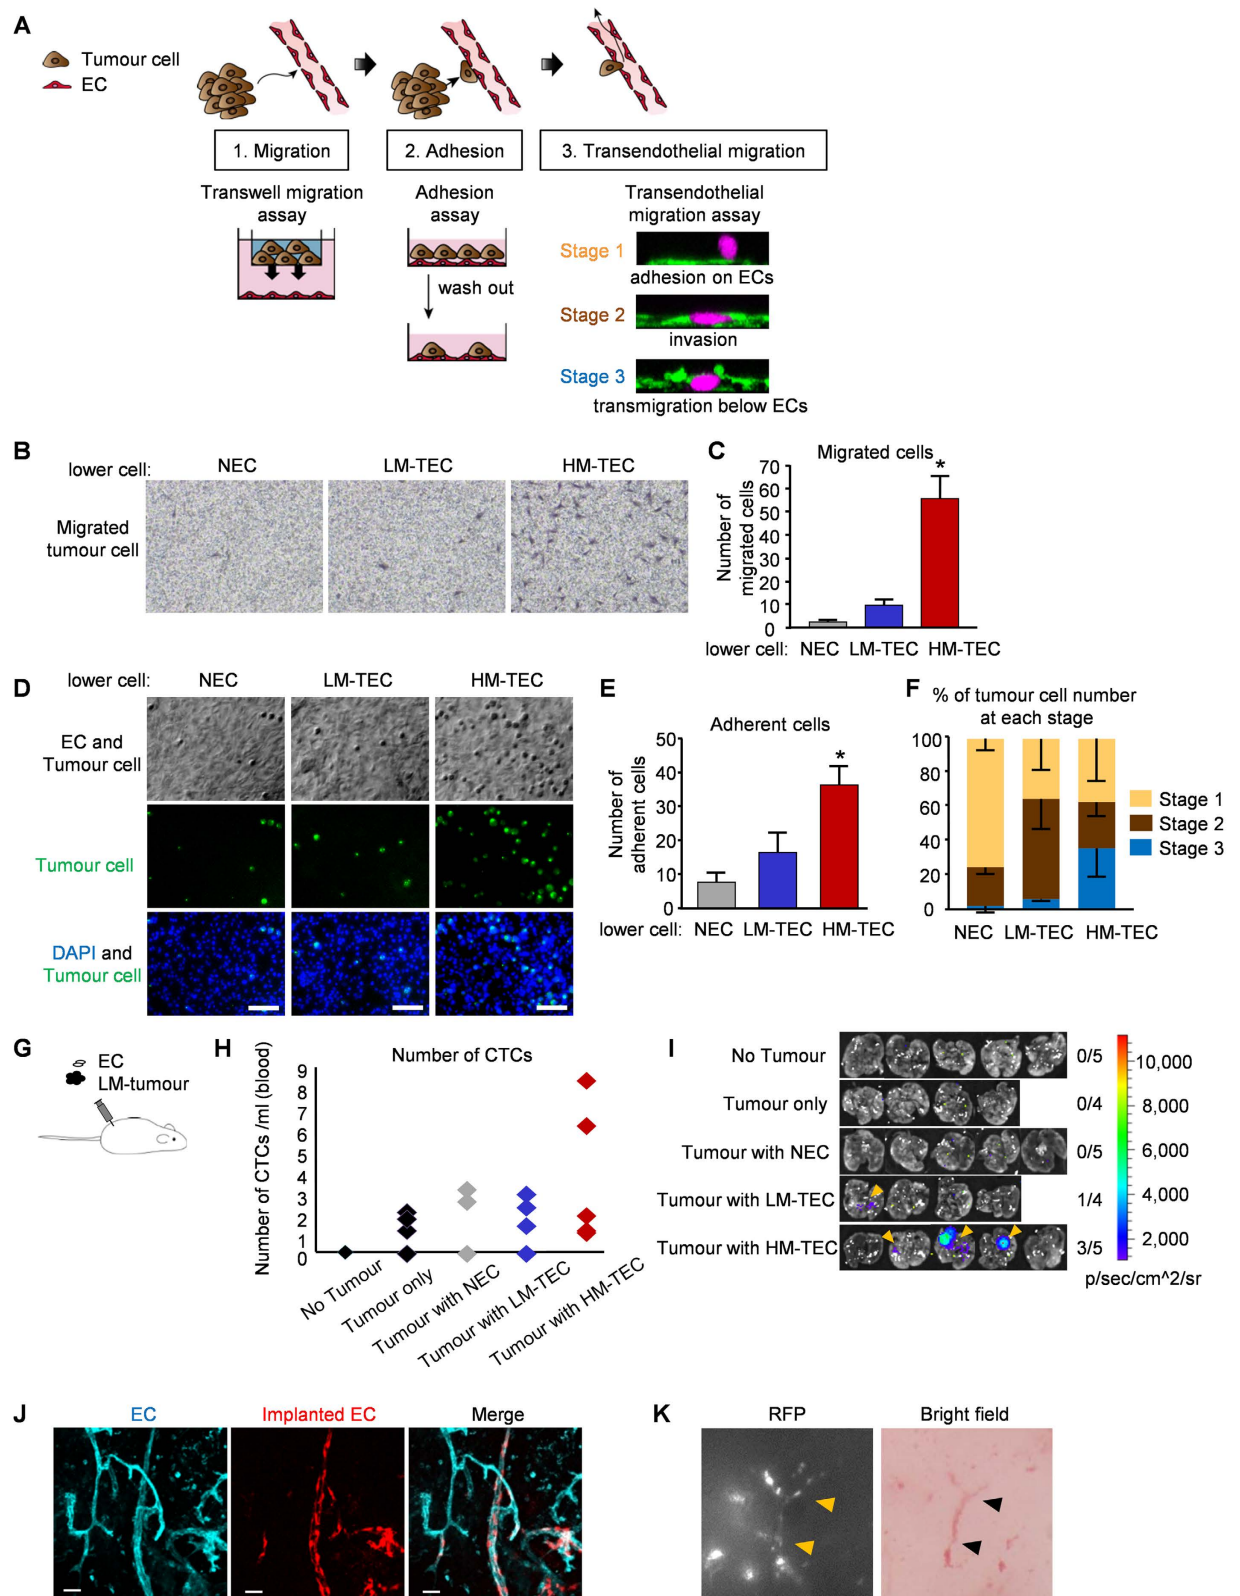 A
Tumour cell
EC
1. Migration
2. Adhesion
3. Transendothelial migration
Transwell migration
assay
Adhesion
assay
wash out
Transendothelial
migration assay
Stage 1
adhesion on ECs
Stage 2
invasion
Stage 3
transmigration below ECs
B
lower cell:
NEC
LM-TEC
HM-TEC
Migrated
tumour cell
C
Migrated cells
*
Number of
migrated cells
70
60
50
40
30
20
10
0
lower cell:
NEC
LM-TEC
HM-TEC
D
lower cell:
NEC
LM-TEC
HM-TEC
EC and
Tumour cell
Tumour cell
DAPI and
Tumour cell
E
Adherent cells
*
Number of
adherent cells
50
40
30
20
10
0
lower cell:
NEC
LM-TEC
HM-TEC
F
% of tumour cell number
at each stage
100
80
60
40
20
0
NEC
LM-TEC
HM-TEC
Stage 1
Stage 2
Stage 3
G
EC
LM-tumour
H
Number of CTCs
Number of CTCs /ml (blood)
9
8
7
6
5
4
3
2
1
0
No Tumour
Tumour only
Tumour with NEC
Tumour with LM-TEC
Tumour with HM-TEC
I
No Tumour
0/5
Tumour only
0/4
Tumour with NEC
0/5
Tumour with LM-TEC
1/4
Tumour with HM-TEC
3/5
10,000
8,000
6,000
4,000
2,000
p/sec/cm^2/sr
J
EC
Implanted EC
Merge
K
RFP
Bright field